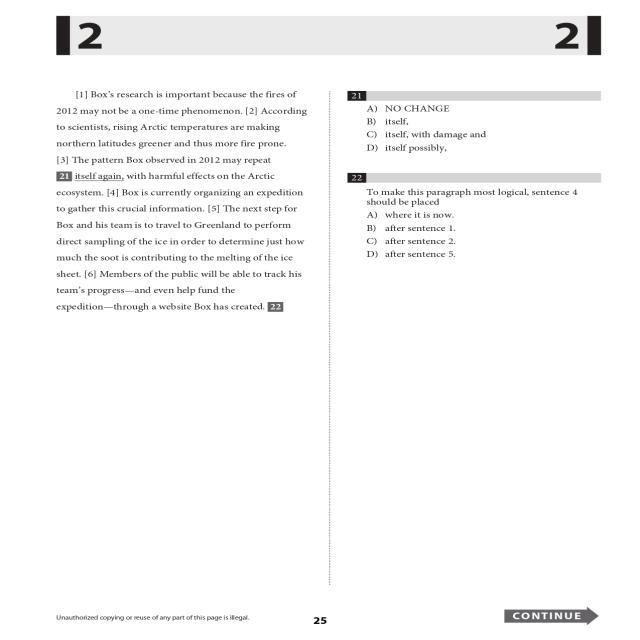 2
2
[1] Box’s research is important because the fires of
2012 may not be a one-time phenomenon. [2] According
to scientists, rising Arctic temperatures are making
northern latitudes greener and thus more fire prone.
[3] The pattern Box observed in 2012 may repeat
21 itself again, with harmful effects on the Arctic
ecosystem. [4] Box is currently organizing an expedition
to gather this crucial information. [5] The next step for
Box and his team is to travel to Greenland to perform
direct sampling of the ice in order to determine just how
much the soot is contributing to the melting of the ice
sheet. [6] Members of the public will be able to track his
team’s progress—and even help fund the
expedition—through a website Box has created. 22
21
A) NO CHANGE
B) itself,
C) itself, with damage and
D) itself possibly,
22
To make this paragraph most logical, sentence 4
should be placed
A) where it is now.
B) after sentence 1.
C) after sentence 2.
D) after sentence 5.
Unauthorized copying or reuse of any part of this page is illegal.
25
CONTINUE